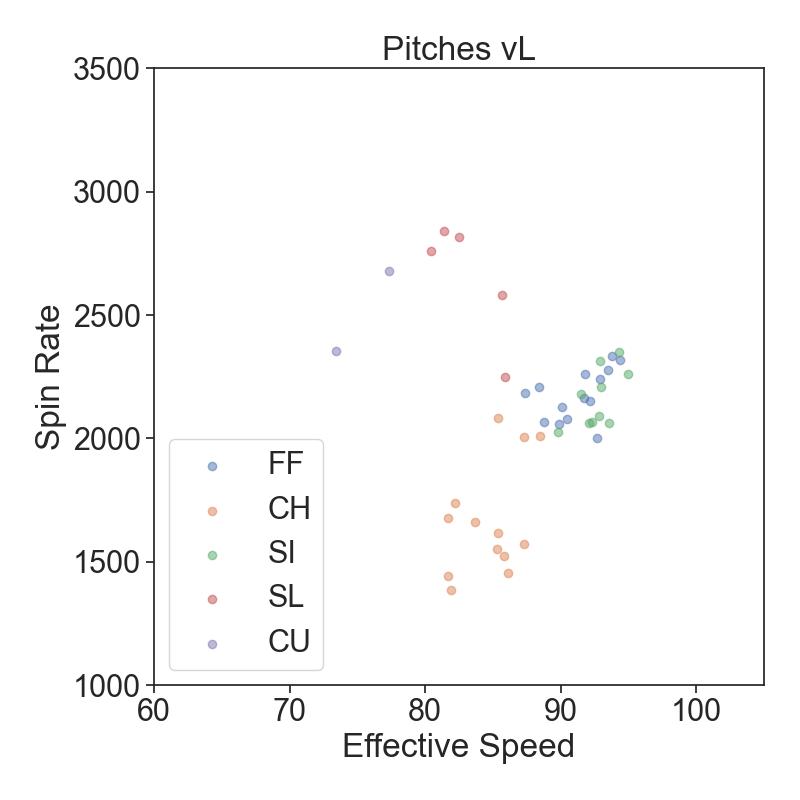 Pitches vL
3500
3000
2500
2000
1500
1000
Spin Rate
FF
CH
SI
SL
CU
60 70 80 90 100
Effective Speed